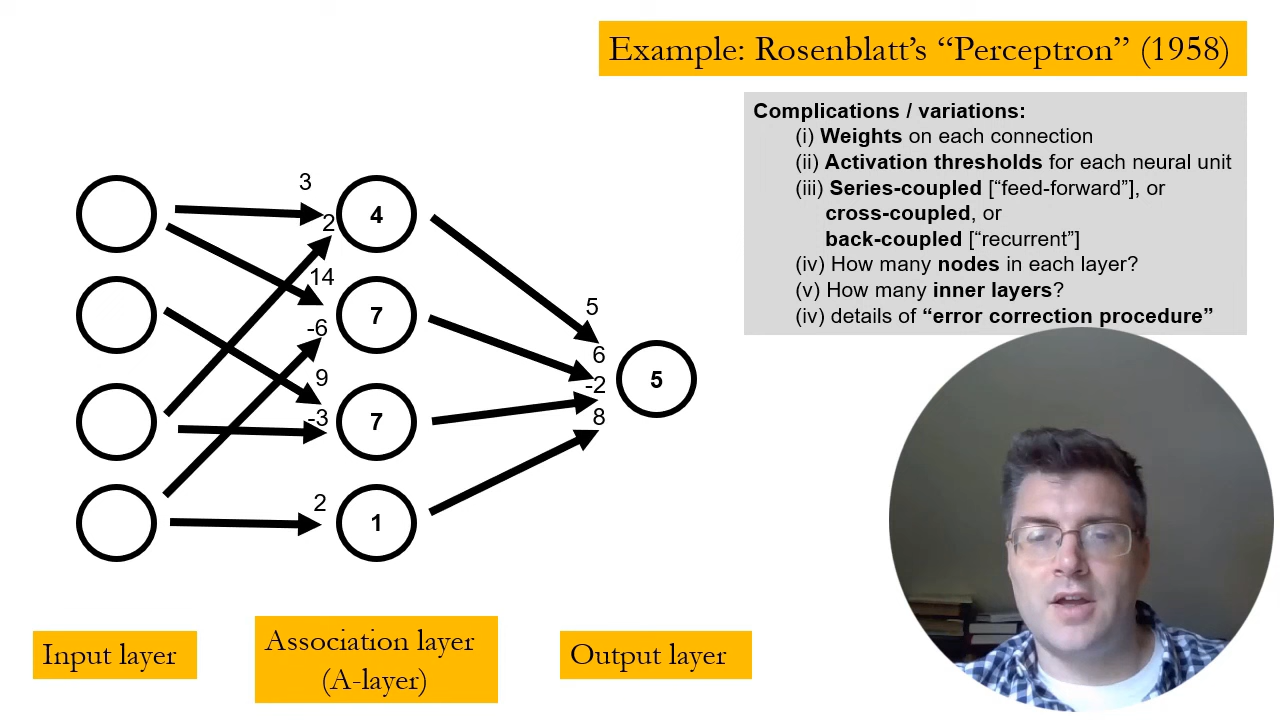 Example: Rosenblatt’s “Perceptron” (1958)
Complications / variations:
(i) Weights on each connection
(ii) Activation thresholds for each neural unit
(iii) Series-coupled [“feed-forward”], or
cross-coupled, or
back-coupled [“recurrent”]
(iv) How many nodes in each layer?
(v) How many inner layers?
(iv) details of “error correction procedure”
3
4
2
14
7
-6
9
7
-3
2
1
5
6
-2
8
5
Input layer
Association layer
(A-layer)
Output layer